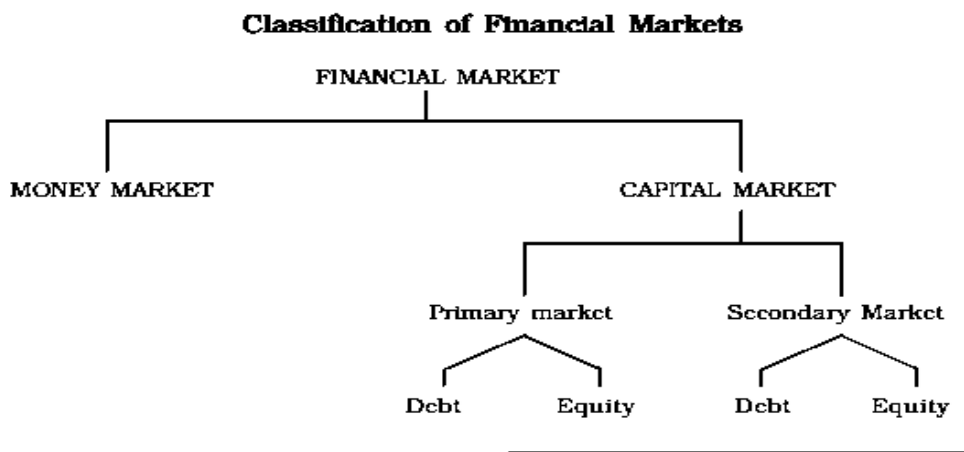 Classification of Financial Markets
FINANCIAL MARKET
MONEY MARKET CAPITAL MARKET
Primary market Secondary Market
Debt Equity Debt Equity